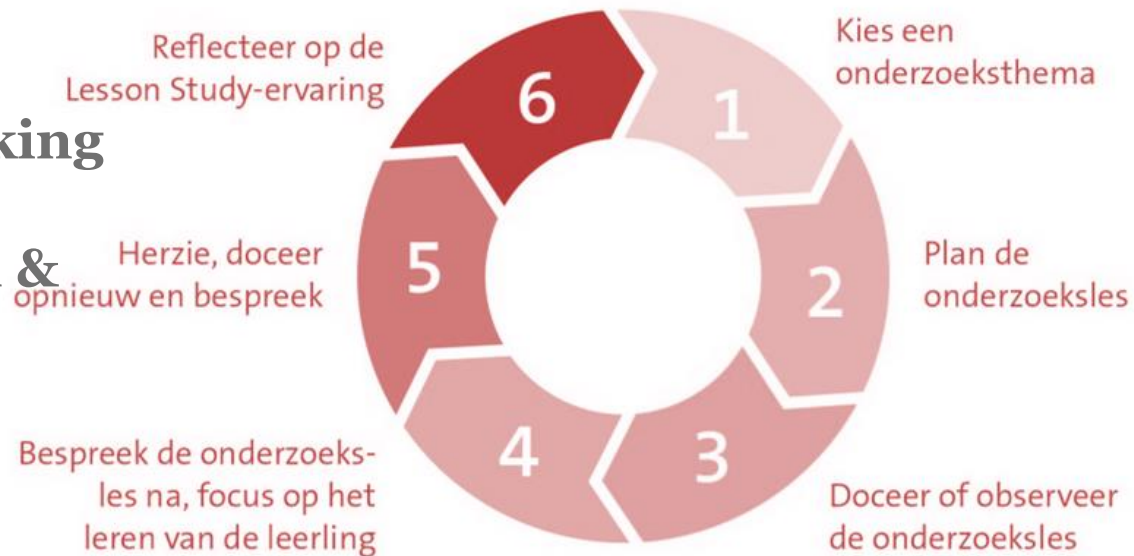 Kies een
onderzoeksthema
1
Plan de
onderzoeksles
2
Doceer of observeer
de onderzoeksles
3
Bespreek de onderzoeks-
les na, focus op het
leren van de leerling
4
Herzie, doceer
opnieuw en bespreek
5
Reflecteer op de
Lesson Study-ervaring
6
&